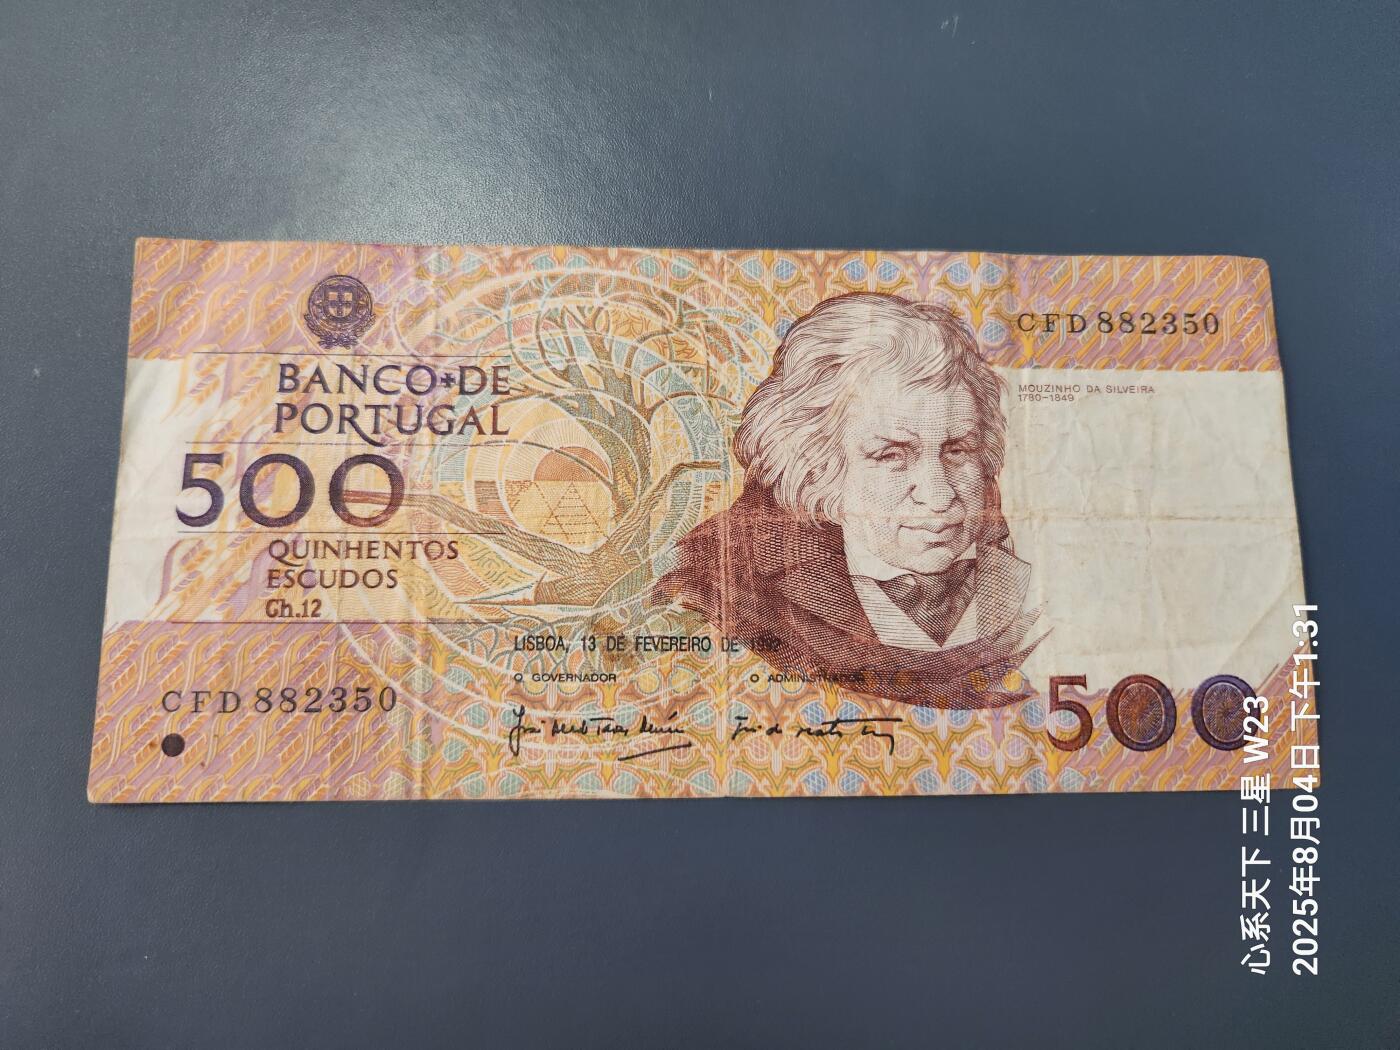 CFD 882350
MOUZINHO DA SILVEIRA
1780-1849
BANCO DE
PORTUGAL
500
QUINHENTOS
ESCUDOS
Ch.12
LISBOA, 13 DE FEVEREIRO DE 1992
O GOVERNADOR
O ADMINISTRADOR
CFD 882350
500
心系天下 三星 W23
2025年8月04日 下午1:31